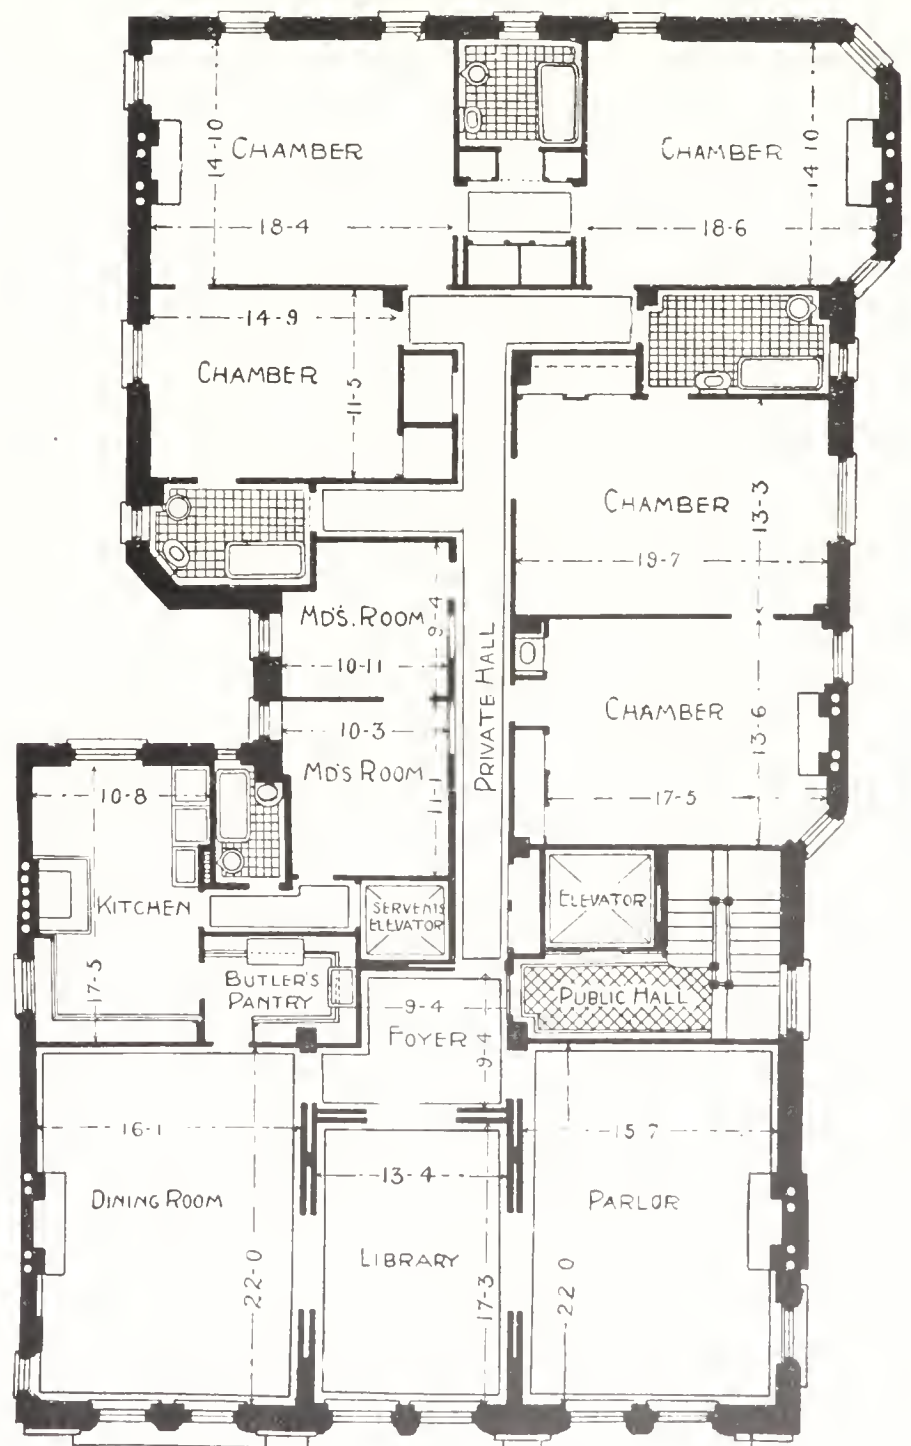 CHAMBER
14-10
18-4
CHAMBER
14-10
18-6
14-9
CHAMBER
11-5
CHAMBER
13-3
19-7
MD'S. ROOM
9-4
10-11
10-3
MD'S ROOM
11-1
PRIVATE HALL
CHAMBER
13-6
17-5
10-8
KITCHEN
17-5
SERVENTS
ELEVATOR
ELEVATOR
BUTLER'S
PANTRY
PUBLIC HALL
9-4
FOYER
9-4
16-1
DINING ROOM
22-0
13-4
LIBRARY
17-3
15-7
PARLOR
22 0